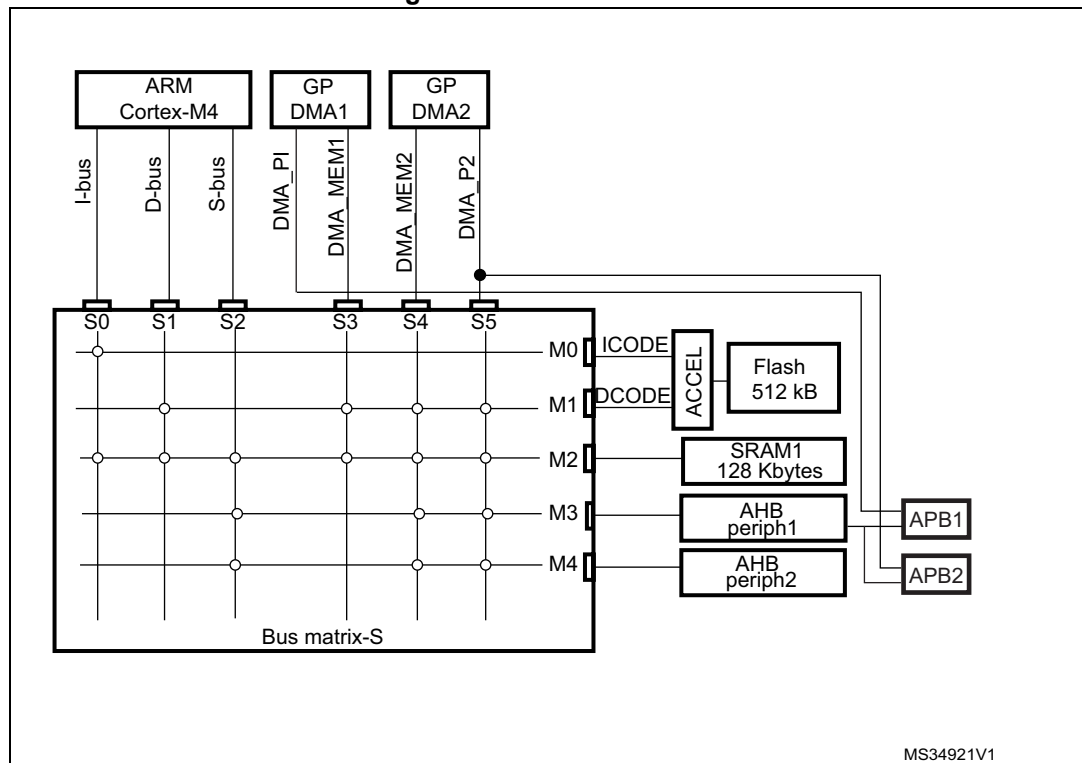 ARM
Cortex-M4
GP
DMA1
GP
DMA2
I-bus
D-bus
S-bus
DMA_PI
DMA_MEM1
DMA_MEM2
DMA_P2
S0 S1 S2 S3 S4 S5
M0
ICODE
M1
DCODE
ACCEL
Flash
512 kB
M2
SRAM1
128 Kbytes
M3
AHB
periph1
APB1
M4
AHB
periph2
APB2
Bus matrix-S
MS34921V1